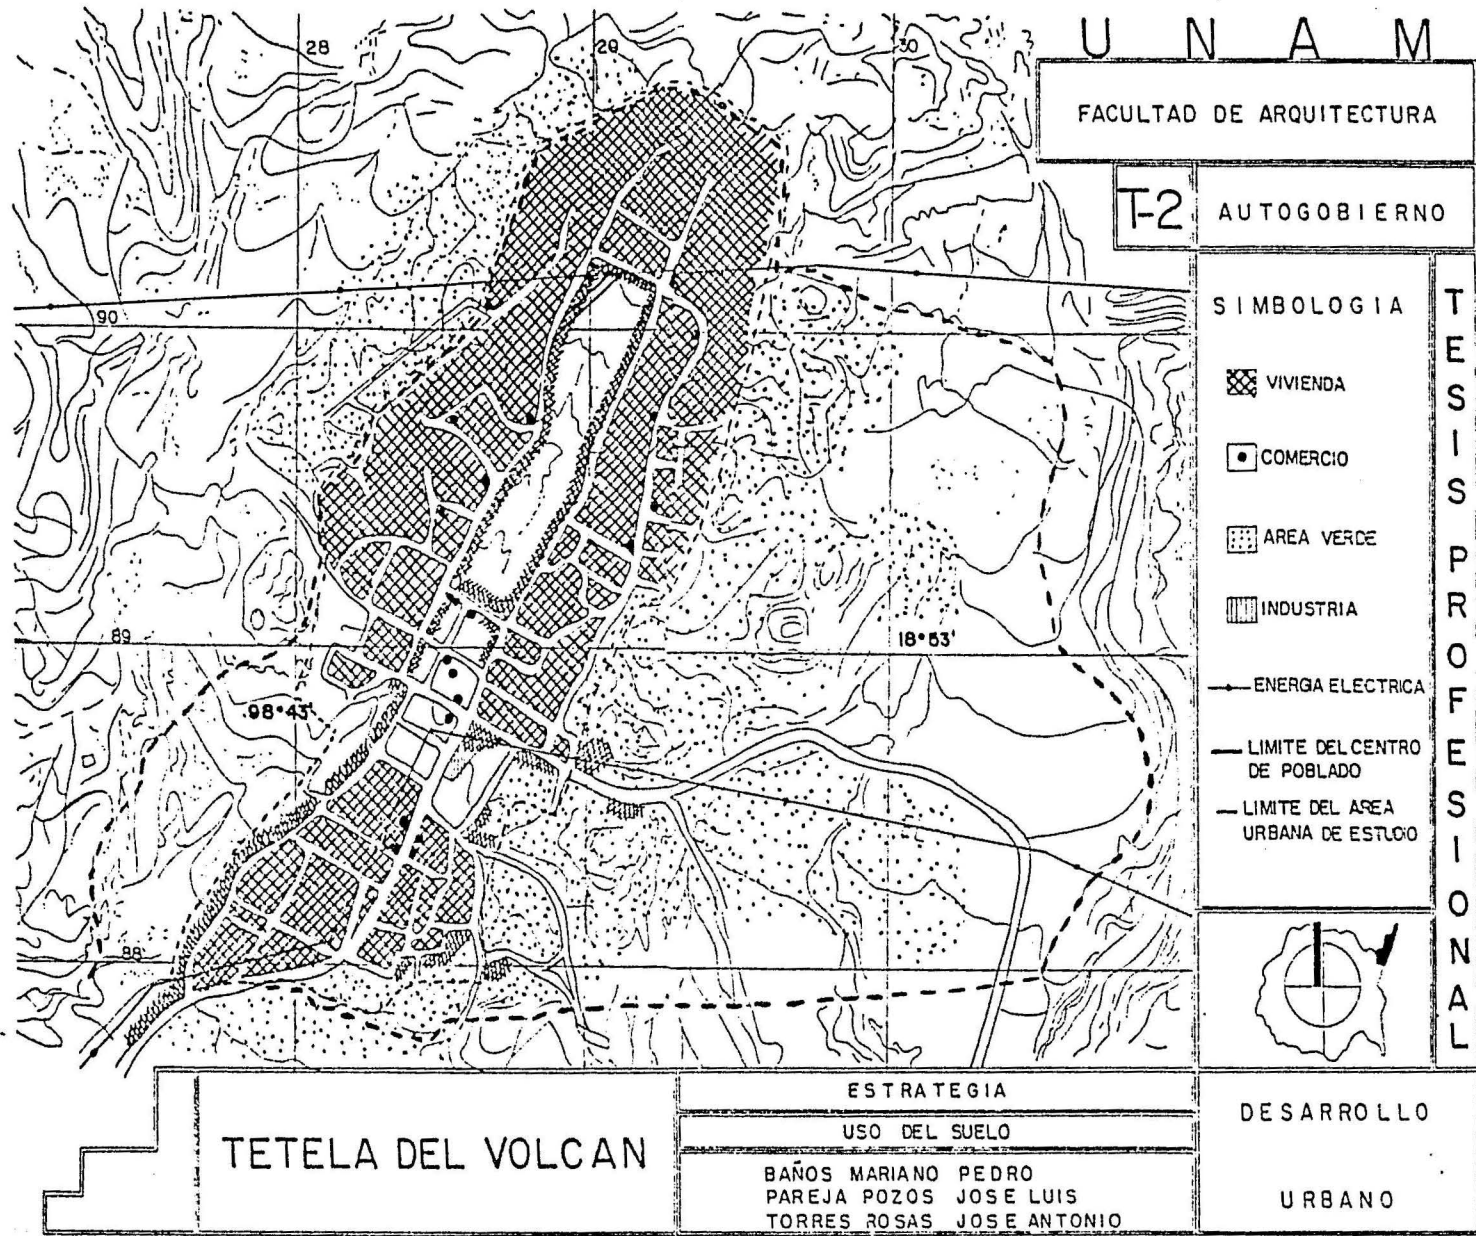 U N A M
FACULTAD DE ARQUITECTURA
T-2
AUTOGOBIERNO
SIMBOLOGIA
VIVIENDA
COMERCIO
AREA VERDE
INDUSTRIA
ENERGA ELECTRICA
LIMITE DEL CENTRO
DE POBLADO
LIMITE DEL AREA
URBANA DE ESTUDIO
TESIS PROFESIONAL
28
29
30
90
89
18°53'
98°43'
88
TETELA DEL VOLCAN
ESTRATEGIA
USO DEL SUELO
BAÑOS MARIANO PEDRO
PAREJA POZOS JOSE LUIS
TORRES ROSAS JOSE ANTONIO
DESARROLLO
URBANO